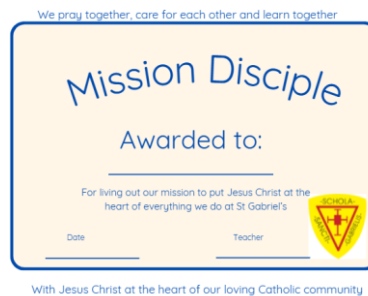 We pray together, care for each other and learn together
Mission Disciple
Awarded to:
For living out our mission to put Jesus Christ at the
heart of everything we do at St Gabriel's
SCHOLA
SANCTI
GABRIELIS
Date
Teacher
With Jesus Christ at the heart of our loving Catholic community